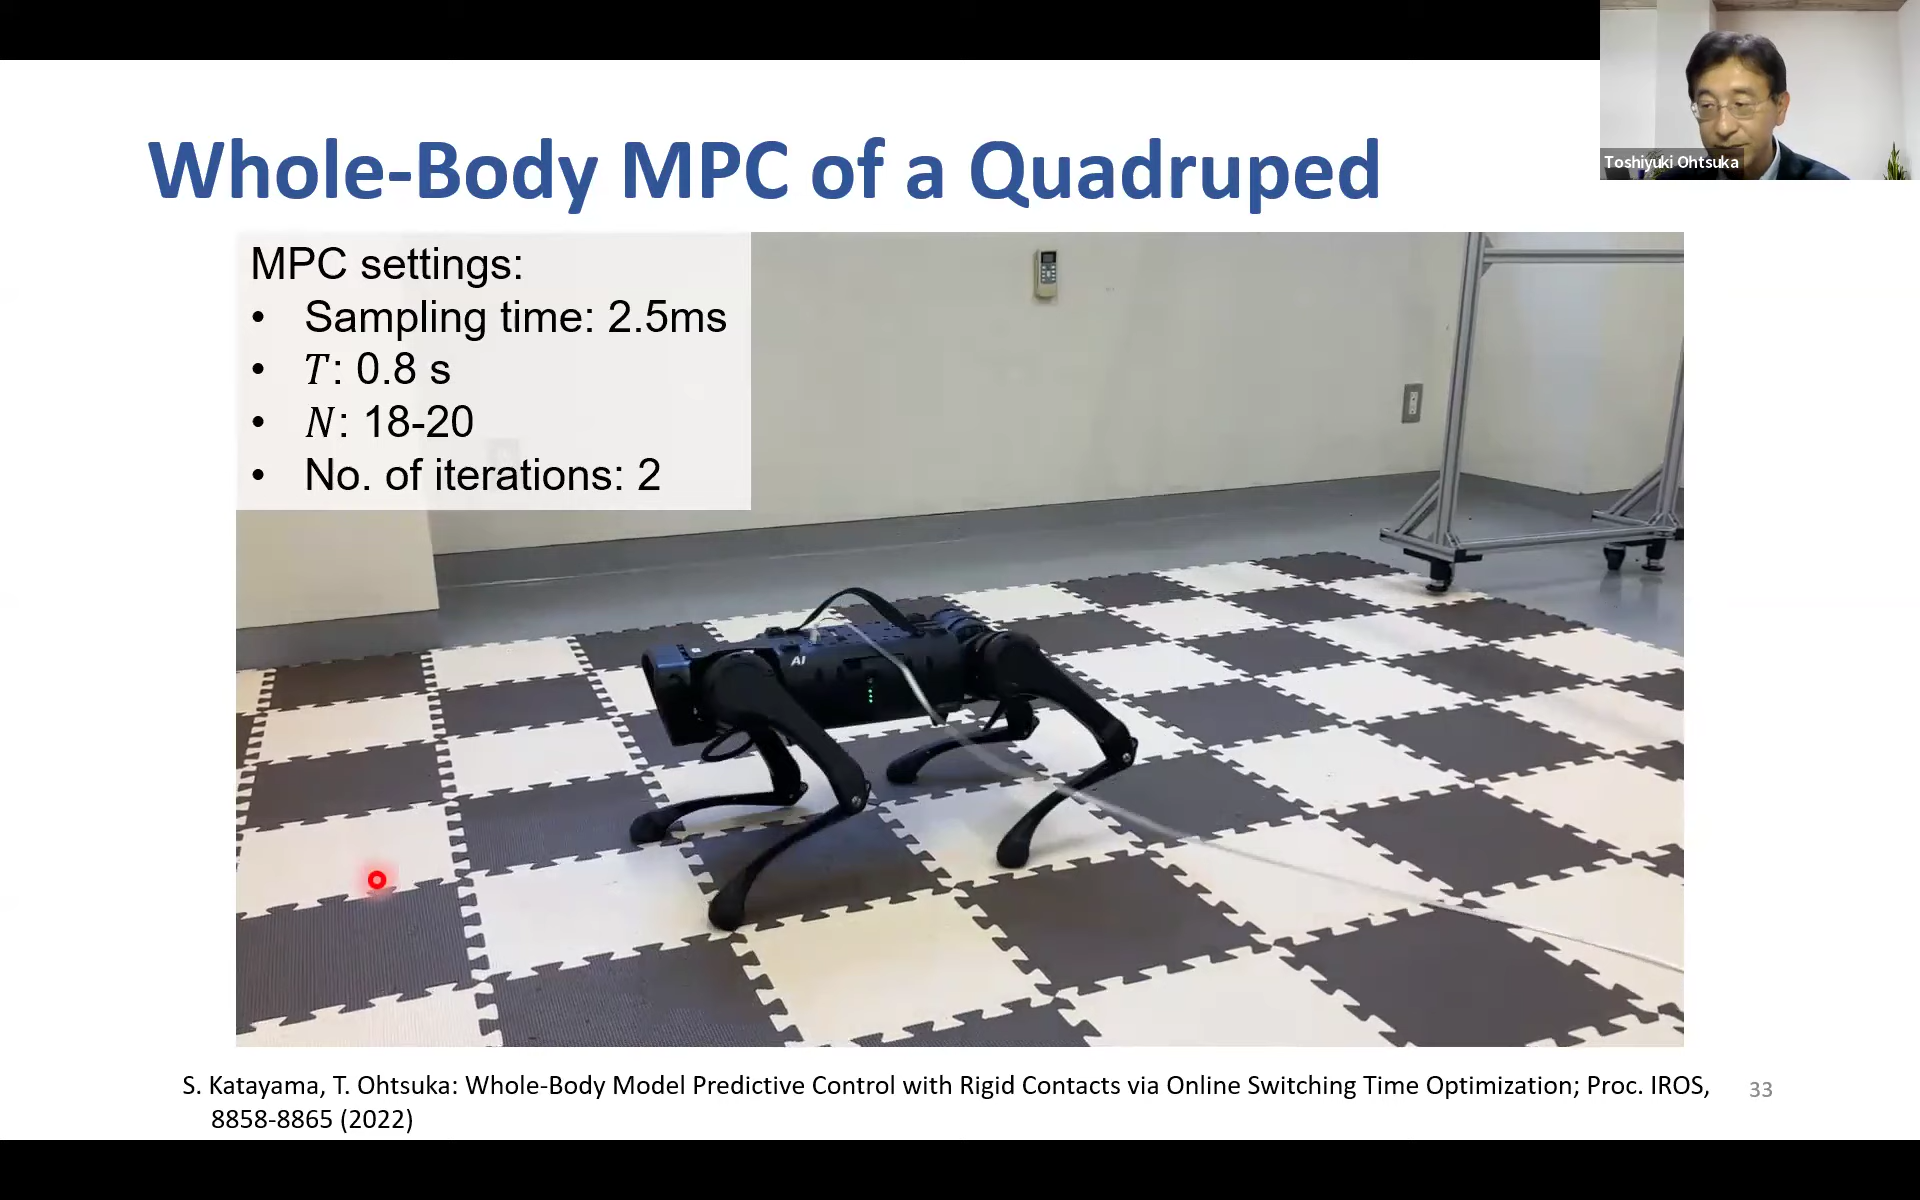 Toshiyuki Ohtsuka
Whole-Body MPC of a Quadruped
MPC settings:
• Sampling time: 2.5ms
• T: 0.8 s
• N: 18-20
• No. of iterations: 2
AI
S. Katayama, T. Ohtsuka: Whole-Body Model Predictive Control with Rigid Contacts via Online Switching Time Optimization; Proc. IROS,
8858-8865 (2022)
33